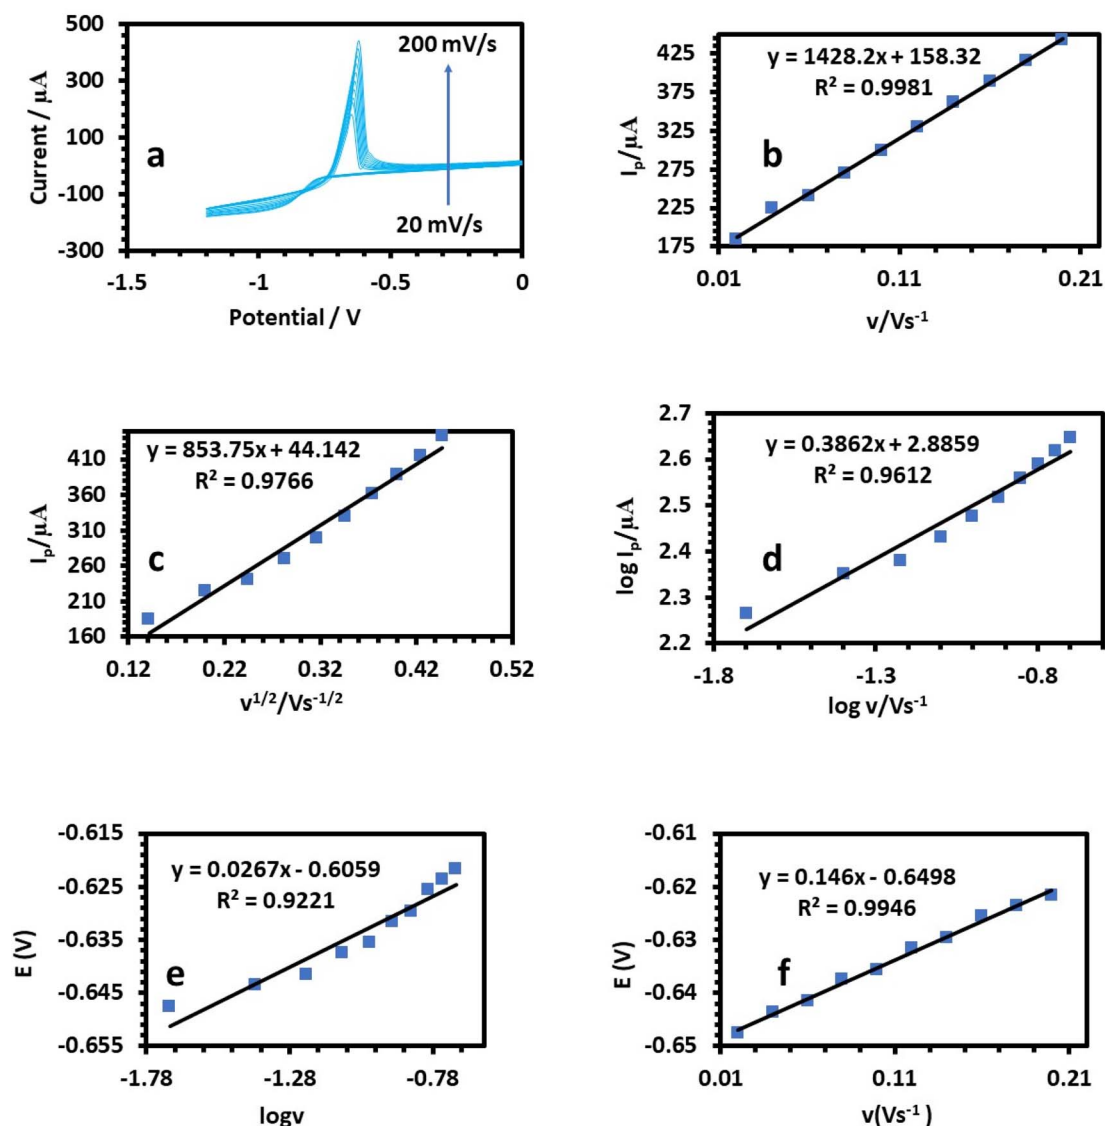 500
300
100
-100
-300
Current / μA
a
200 mV/s
20 mV/s
-1.5
-1
-0.5
0
Potential / V
425
375
325
275
225
175
Iₚ/μA
y = 1428.2x + 158.32
R² = 0.9981
b
0.01
0.11
0.21
v/Vs⁻¹
410
360
310
260
210
160
Iₚ/μA
y = 853.75x + 44.142
R² = 0.9766
c
0.12
0.22
0.32
0.42
0.52
v¹ᐟ²/Vs⁻¹ᐟ²
2.7
2.6
2.5
2.4
2.3
2.2
log Iₚ/μA
y = 0.3862x + 2.8859
R² = 0.9612
d
-1.8
-1.3
-0.8
log v/Vs⁻¹
-0.615
-0.625
-0.635
-0.645
-0.655
E (V)
y = 0.0267x - 0.6059
R² = 0.9221
e
-1.78
-1.28
-0.78
logv
-0.61
-0.62
-0.63
-0.64
-0.65
E (V)
y = 0.146x - 0.6498
R² = 0.9946
f
0.01
0.11
0.21
v(Vs⁻¹ )